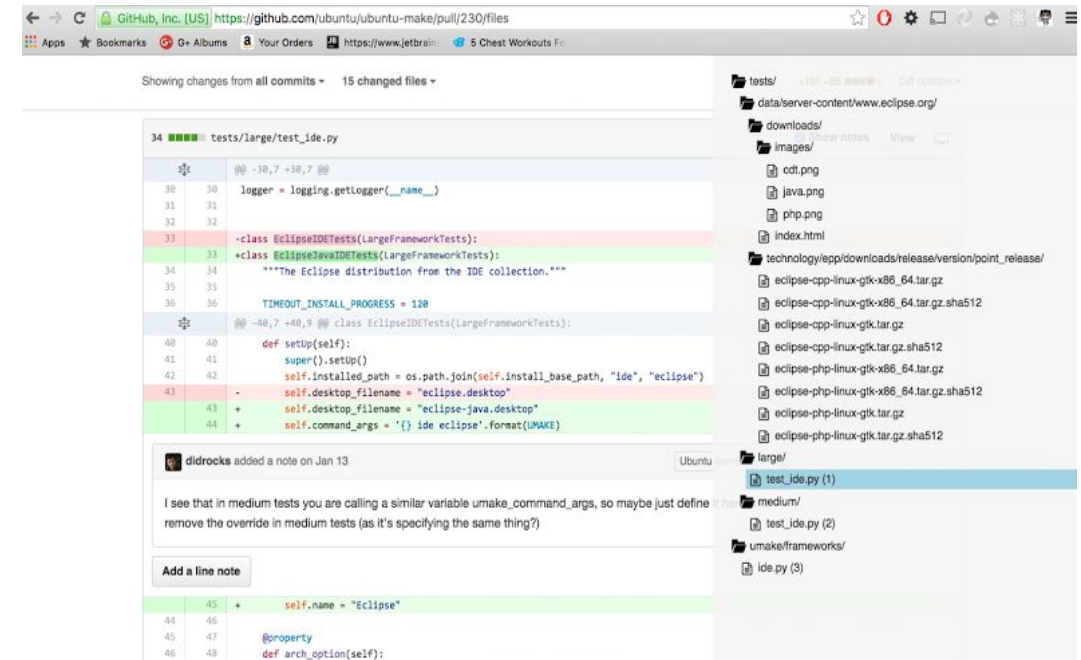 GitHub, Inc. [US] https://github.com/ubuntu/ubuntu-make/pull/230/files
Apps Bookmarks G+ Albums Your Orders https://www.jetbrain 5 Chest Workouts Fo
Showing changes from all commits 15 changed files
34 tests/large/test_ide.py
@@ -30,7 +30,7 @@
30 30 logger = logging.getLogger(__name__)
31 31
32 32
33 -class EclipseIDETests(LargeFrameworkTests):
33 +class EclipseJavaIDETests(LargeFrameworkTests):
34 34 """The Eclipse distribution from the IDE collection."""
35 35
36 36 TIMEOUT_INSTALL_PROGRESS = 120
@@ -40,7 +40,9 @@ class EclipseIDETests(LargeFrameworkTests):
40 40 def setUp(self):
41 41 super().setUp()
42 42 self.installed_path = os.path.join(self.install_base_path, "ide", "eclipse")
43 - self.desktop_filename = "eclipse.desktop"
43 + self.desktop_filename = "eclipse-java.desktop"
44 + self.command_args = '{} ide eclipse'.format(UMAKE)
didrocks added a note on Jan 13
Ubuntu
I see that in medium tests you are calling a similar variable umake_command_args, so maybe just define
remove the override in medium tests (as it's specifying the same thing?)
Add a line note
45 + self.name = "Eclipse"
44 46
45 47 @property
46 48 def arch_option(self):
tests/
Diff options
data/server-content/www.eclipse.org/
downloads/
Show notes View
images/
cdt.png
java.png
php.png
index.html
technology/epp/downloads/release/version/point_release/
eclipse-cpp-linux-gtk-x86_64.tar.gz
eclipse-cpp-linux-gtk-x86_64.tar.gz.sha512
eclipse-cpp-linux-gtk.tar.gz
eclipse-cpp-linux-gtk.tar.gz.sha512
eclipse-php-linux-gtk-x86_64.tar.gz
eclipse-php-linux-gtk-x86_64.tar.gz.sha512
eclipse-php-linux-gtk.tar.gz
eclipse-php-linux-gtk.tar.gz.sha512
large/
test_ide.py (1)
medium/
test_ide.py (2)
umake/frameworks/
ide.py (3)